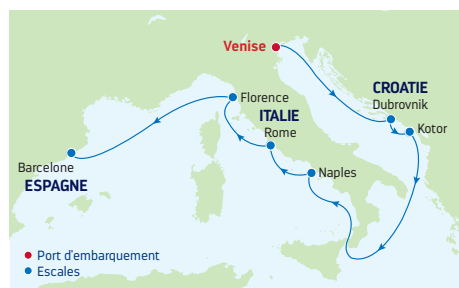 Venise
CROATIE
Dubrovnik
Kotor
Florence
ITALIE
Rome
Naples
Barcelone
ESPAGNE
Port d'embarquement
Escales